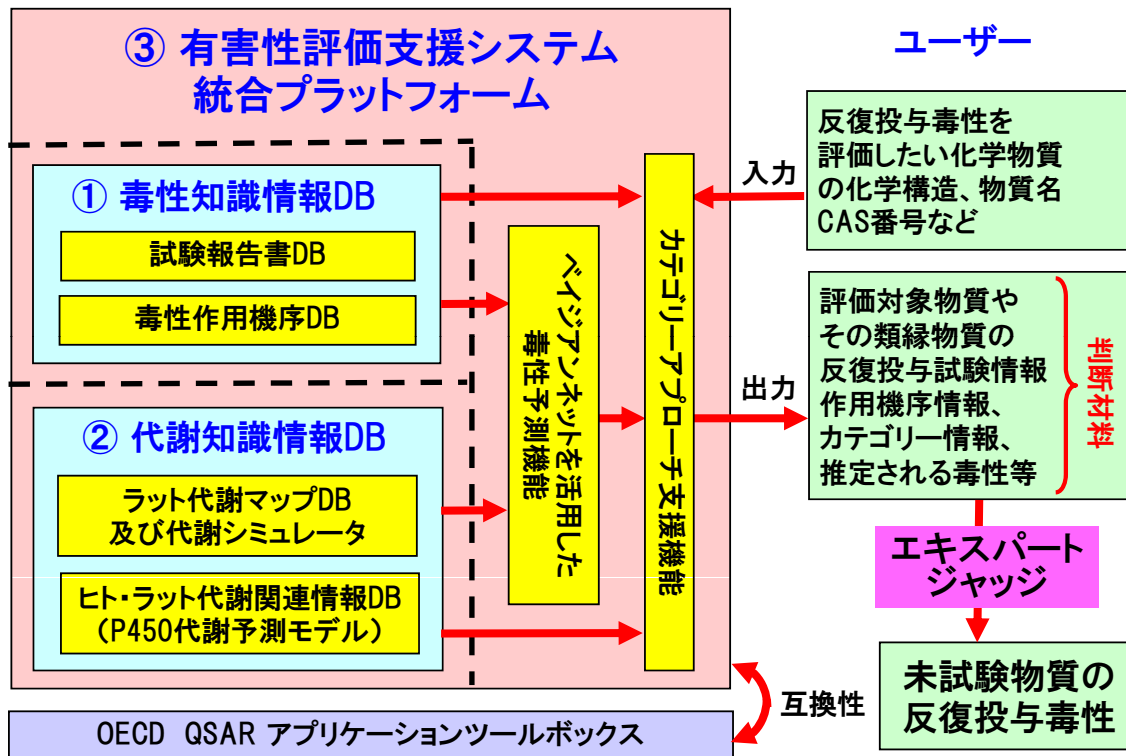 ③ 有害性評価支援システム
統合プラットフォーム
① 毒性知識情報DB
試験報告書DB
毒性作用機序DB
② 代謝知識情報DB
ラット代謝マップDB
及び代謝シミュレータ
ヒト・ラット代謝関連情報DB
（P450代謝予測モデル）
ベイジアンネットを活用した
毒性予測機能
カテゴリーアプローチ支援機能
ユーザー
入力
反復投与毒性を
評価したい化学物質
の化学構造、物質名
CAS番号など
出力
評価対象物質や
その類縁物質の
反復投与試験情報
作用機序情報、
カテゴリー情報、
推定される毒性等
判断材料
エキスパート
ジャッジ
未試験物質の
反復投与毒性
互換性
OECD QSAR アプリケーションツールボックス